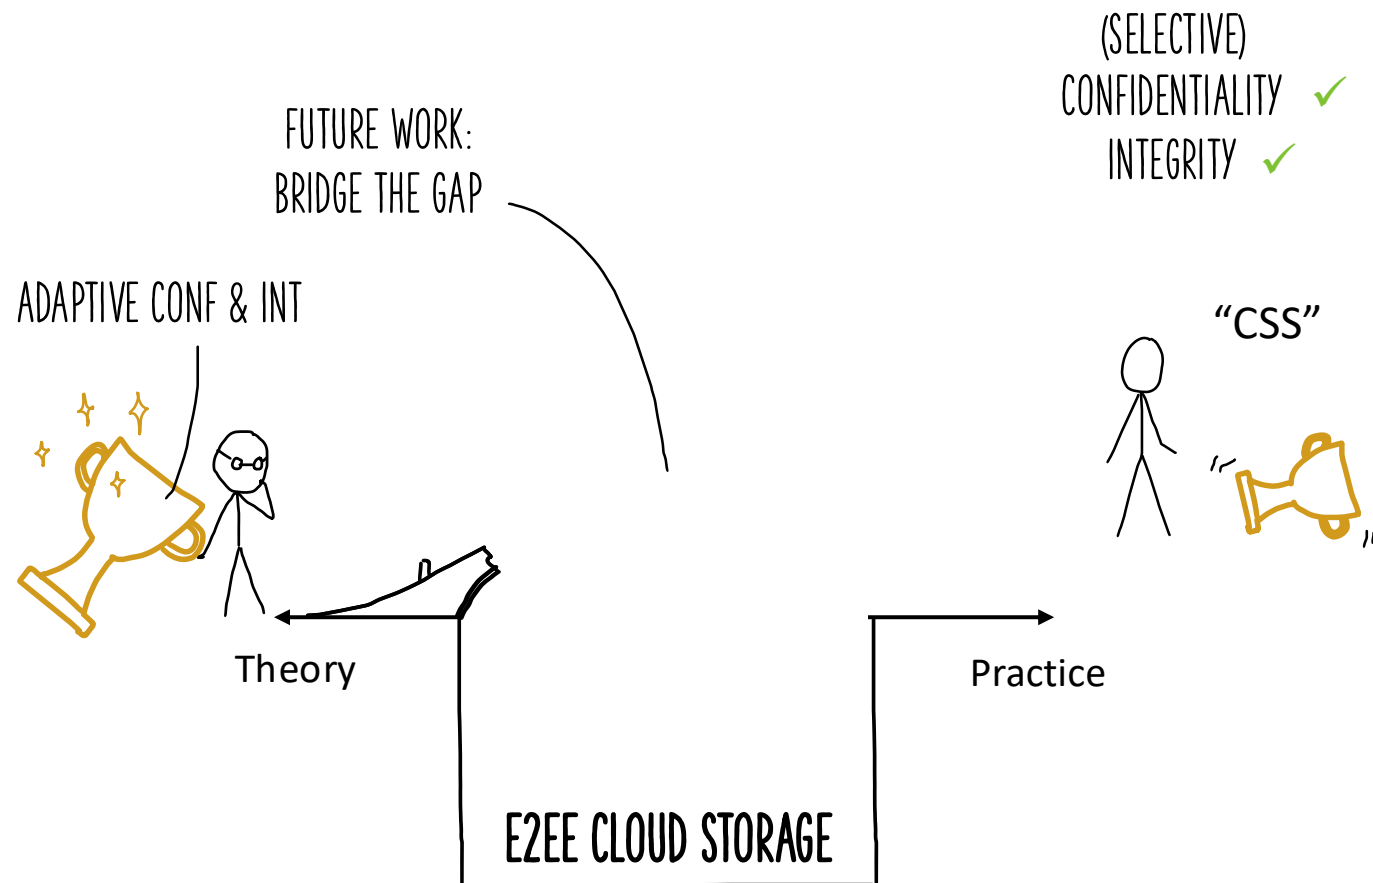 (SELECTIVE)
CONFIDENTIALITY ✓
INTEGRITY ✓
FUTURE WORK:
BRIDGE THE GAP
ADAPTIVE CONF & INT
“CSS”
Theory
Practice
E2EE CLOUD STORAGE